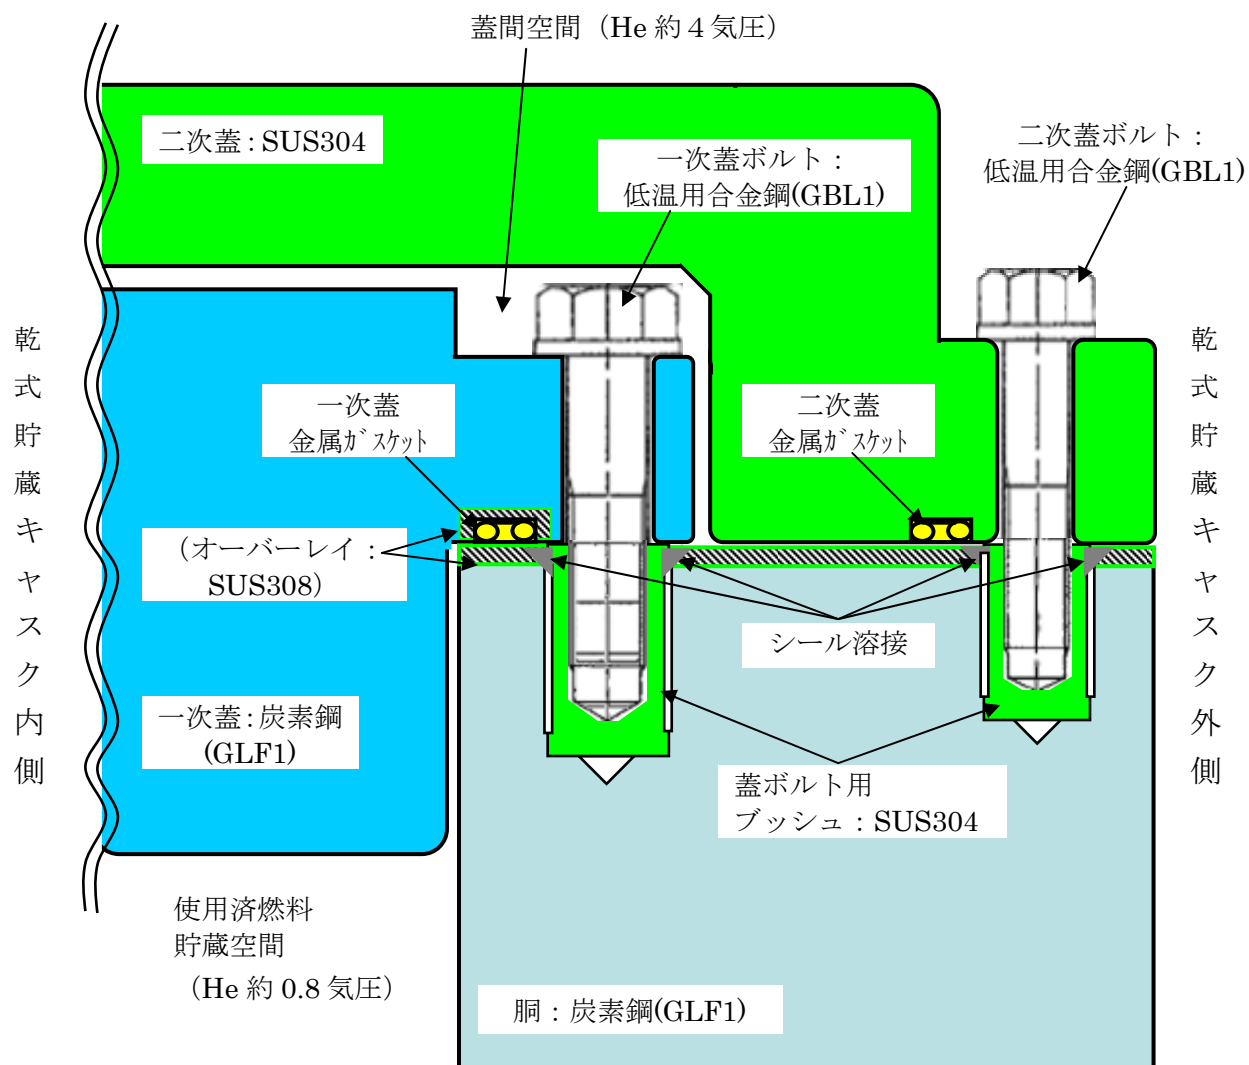 蓋間空間（He 約４気圧）
二次蓋：SUS304
一次蓋ボルト：
低温用合金鋼(GBL1)
二次蓋ボルト：
低温用合金鋼(GBL1)
乾式貯蔵キャスク内側
一次蓋
金属ｶﾞｽｹｯﾄ
二次蓋
金属ｶﾞｽｹｯﾄ
乾式貯蔵キャスク外側
（オーバーレイ：
SUS308）
シール溶接
一次蓋：炭素鋼
(GLF1)
蓋ボルト用
ブッシュ：SUS304
使用済燃料
貯蔵空間
（He 約 0.8 気圧）
胴：炭素鋼(GLF1)